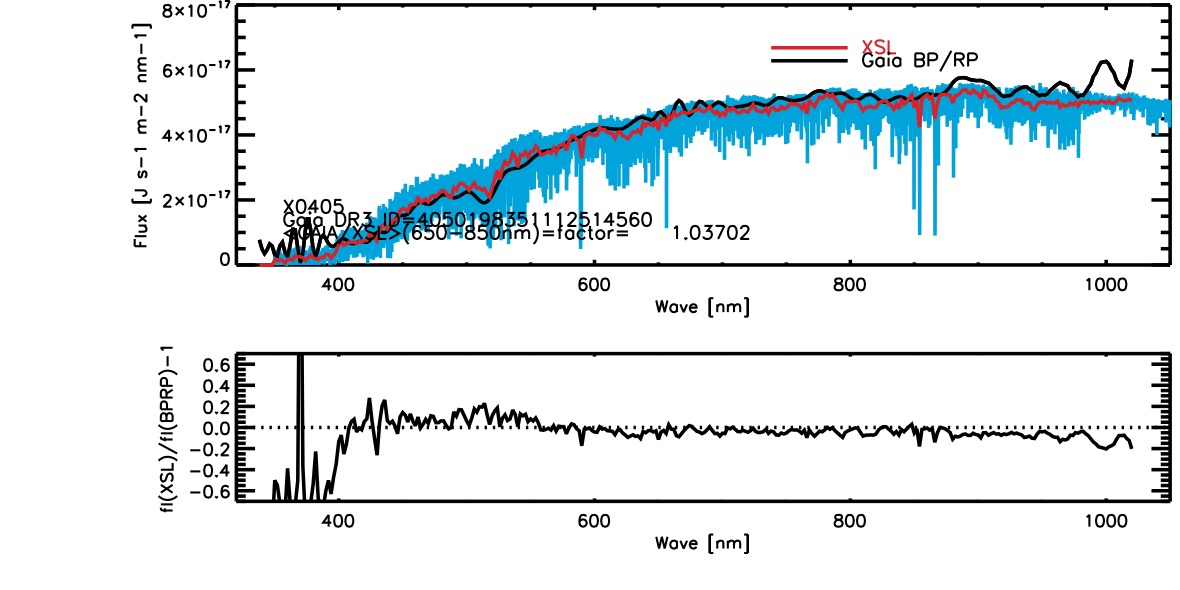 8×10⁻¹⁷
6×10⁻¹⁷
4×10⁻¹⁷
2×10⁻¹⁷
0
Flux [J s-1 m-2 nm-1]
XSL
Gaia BP/RP
X0405
Gaia DR3 ID=4050198351112514560
<GAIA/XSL>(650-850nm)=factor= 1.03702
400 600 800 1000
Wave [nm]
fl(XSL)/fl(BPRP)-1
0.6
0.4
0.2
0.0
-0.2
-0.4
-0.6
400 600 800 1000
Wave [nm]